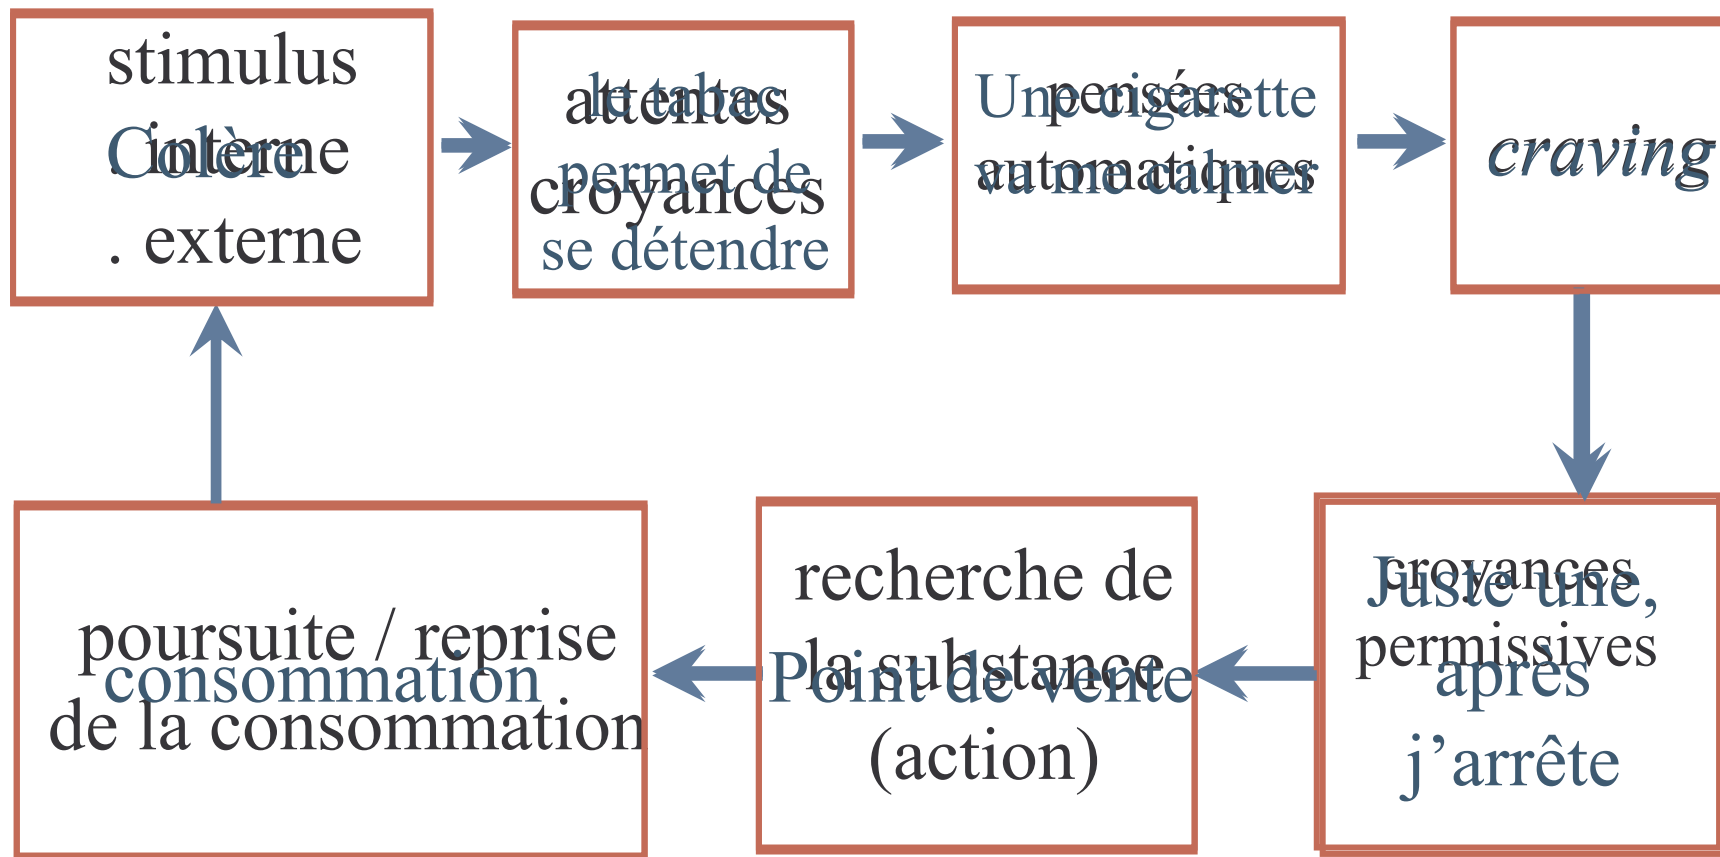 stimulus
. interne
. externe
Colère
attentes
croyances
le tabac
permet de
se détendre
pensées
automatiques
Une cigarette
va me calmer
craving
craving
croyances
permissives
Juste une,
après
j’arrête
recherche de
la substance
(action)
Point de vente
poursuite / reprise
de la consommation
consommation